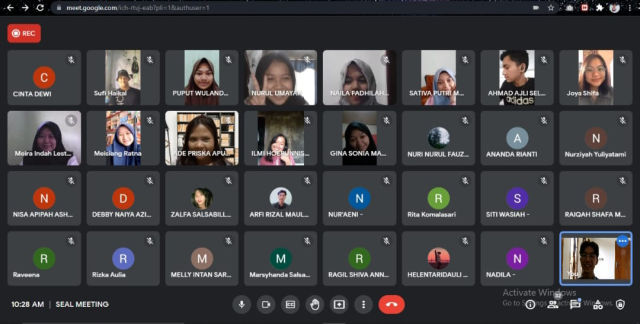 meet.google.com/ich-rhrj-eab?pli=1&authuser=1
REC
CINTA DEWI
Sufi Haikal
PUPUT WULAND...
NURUL UMAYA...
NAILA FADHILAH...
SATIVA PUTRI M...
AHMAD AJLI SEL...
adidas
Joya Shifa
Meira Indah Lest...
Meisiang Ratna
DE PRISKA APU...
GINA SONIA MA...
NURI NURUL FAUZ...
A
ANANDA RIANTI
N
Nurziyah Yuliyatami
C
N
NISA APIPAH ASH...
D
DEBBY NAIYA AZI...
ZALFA SALSABILL...
ARFI RIZAL MAUL...
N
NUR'AENI -
R
Rita Komalasari
S
SITI WASIAH -
R
RAIQAH SHAFA M...
R
Raveena
R
Rizka Aulia
M
MELLY INTAN SAR...
M
Marsyhanda Salsa...
R
RAGIL SHIVA ANN...
HELENTARIDAULI ...
N
NADILA -
You
10:28 AM | SEAL MEETING
Activate Windows
Go to Settings to activate Windows.